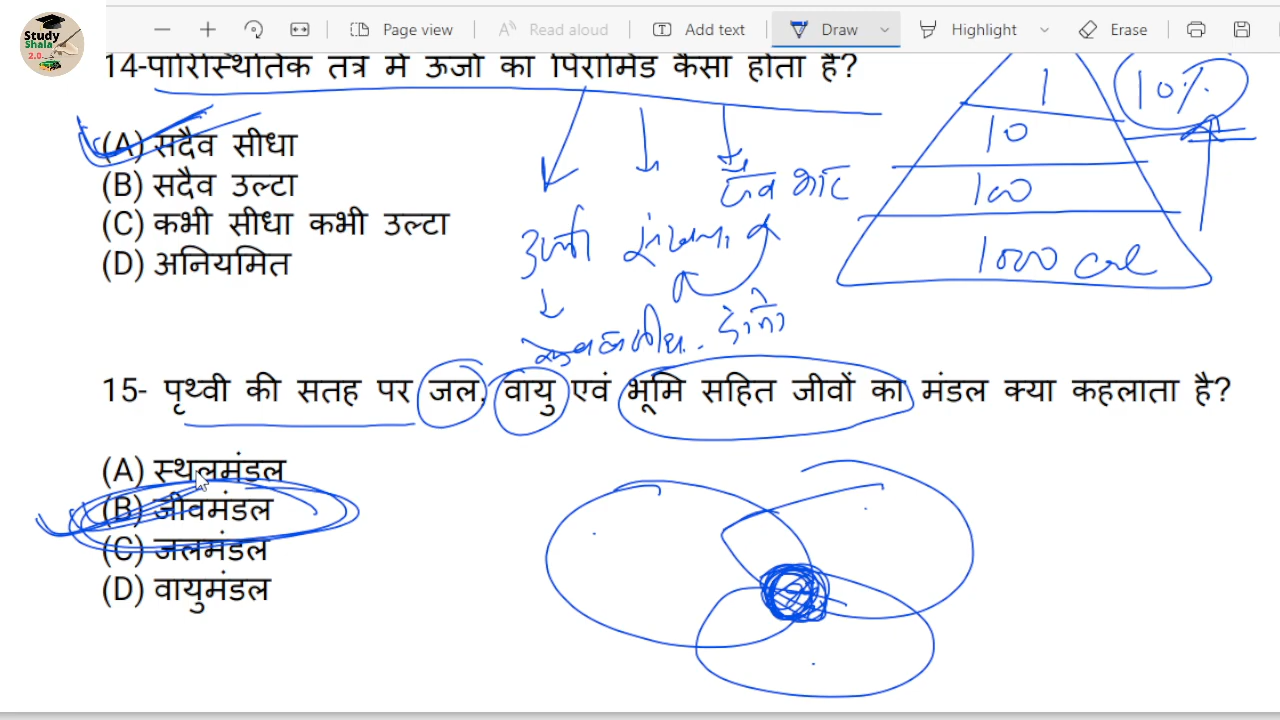 Study
Shala
2.0
Page view
Read aloud
Add text
Draw
Highlight
Erase
14-पारिस्थितिक तंत्र में ऊर्जा का पिरामिड कैसा होता है?
(A) सदैव सीधा
(B) सदैव उल्टा
(C) कभी सीधा कभी उल्टा
(D) अनियमित
1
10%
10
100
1000 cal
15- पृथ्वी की सतह पर जल, वायु एवं भूमि सहित जीवों का मंडल क्या कहलाता है?
(A) स्थलमंडल
(B) जीवमंडल
(C) जलमंडल
(D) वायुमंडल